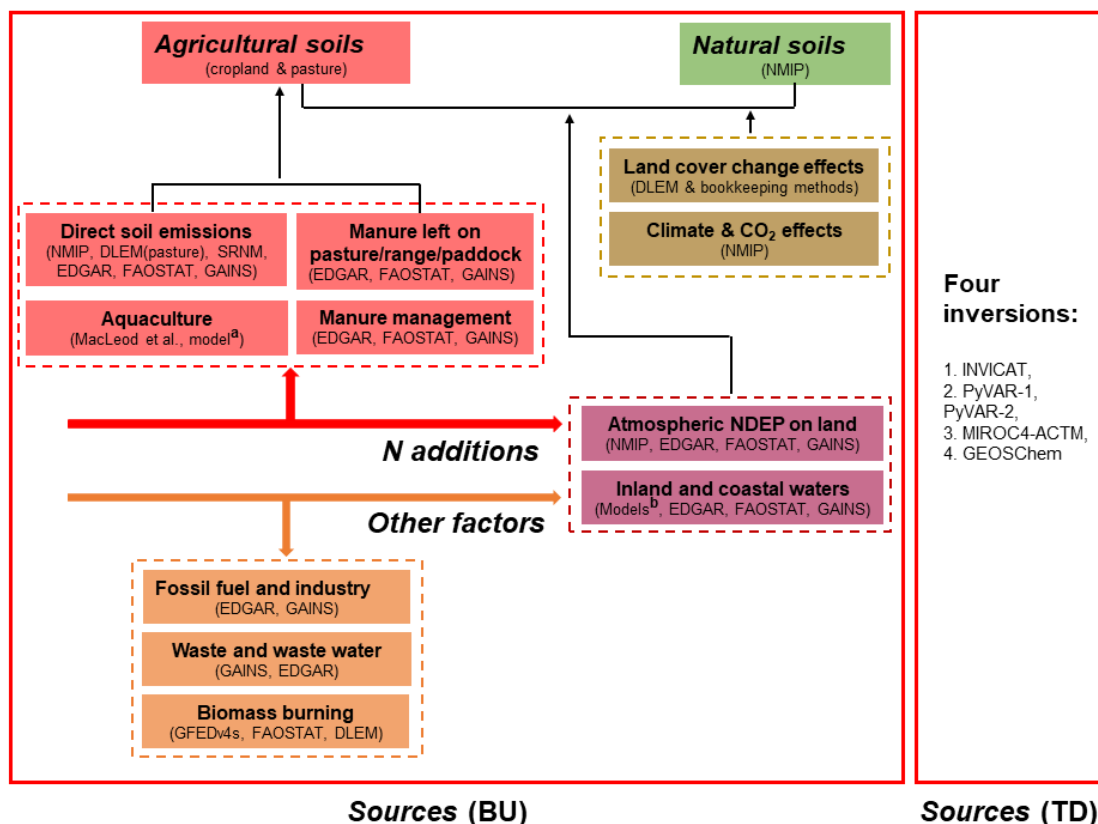 Agricultural soils
(cropland & pasture)
Natural soils
(NMIP)
Land cover change effects
(DLEM & bookkeeping methods)
Climate & CO2 effects
(NMIP)
Direct soil emissions
(NMIP, DLEM(pasture), SRNM,
EDGAR, FAOSTAT, GAINS)
Manure left on
pasture/range/paddock
(EDGAR, FAOSTAT, GAINS)
Aquaculture
(MacLeod et al., modelᵃ)
Manure management
(EDGAR, FAOSTAT, GAINS)
N additions
Atmospheric NDEP on land
(NMIP, EDGAR, FAOSTAT, GAINS)
Inland and coastal waters
(Modelsᵇ, EDGAR, FAOSTAT, GAINS)
Other factors
Fossil fuel and industry
(EDGAR, GAINS)
Waste and waste water
(GAINS, EDGAR)
Biomass burning
(GFEDv4s, FAOSTAT, DLEM)
Sources (BU)
Four
inversions:
1. INVICAT,
2. PyVAR-1,
PyVAR-2,
3. MIROC4-ACTM,
4. GEOSChem
Sources (TD)